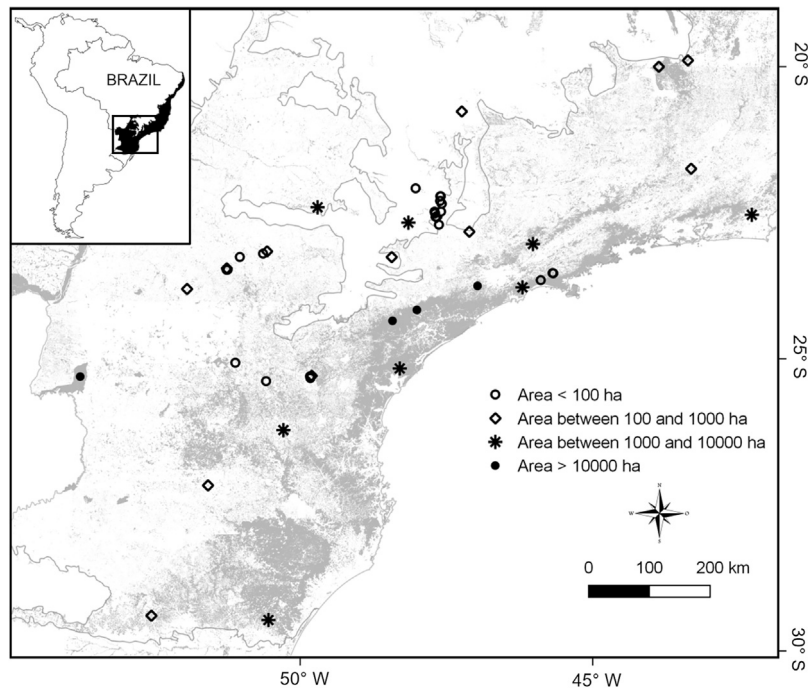 BRAZIL
20° S
25° S
30° S
Area < 100 ha
Area between 100 and 1000 ha
Area between 1000 and 10000 ha
Area > 10000 ha
N
W
O
S
0 100 200 km
50° W
45° W